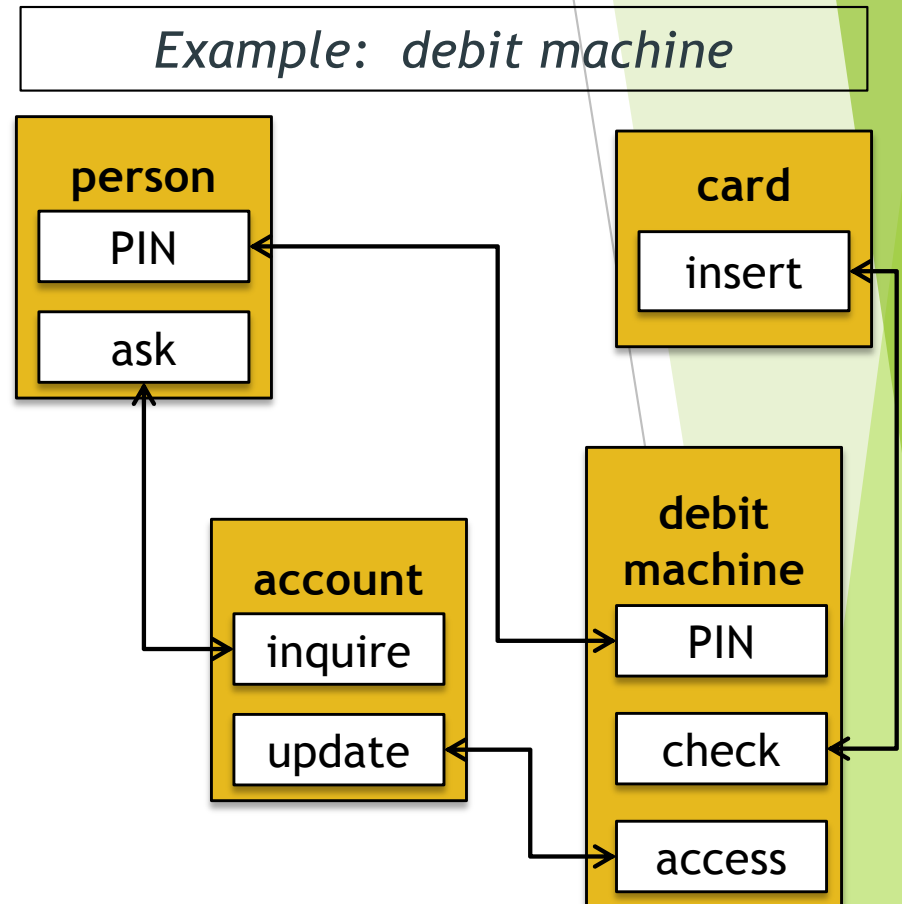 Example: debit machine
person
PIN
ask
card
insert
account
inquire
update
debit
machine
PIN
check
access